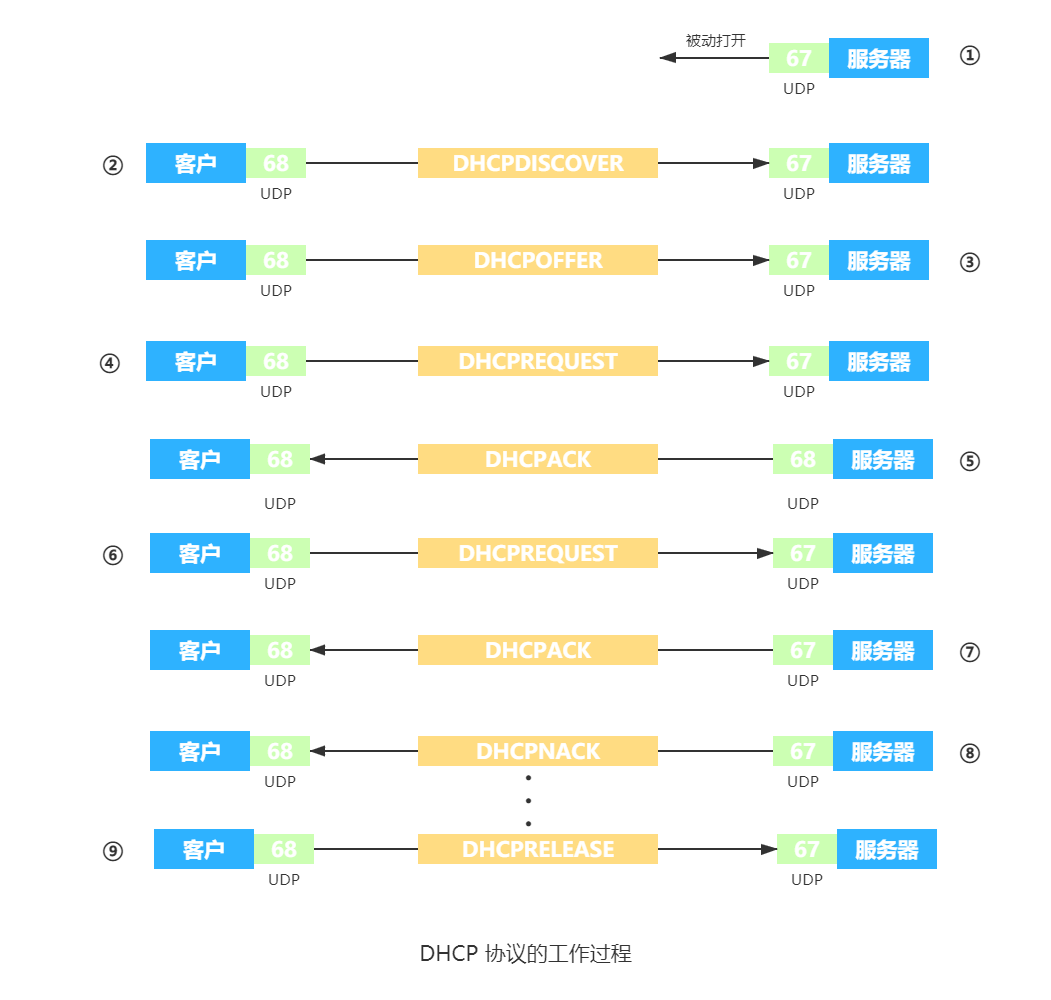 被动打开
67 服务器 ①
UDP
② 客户 68 DHCPDISCOVER 67 服务器
UDP UDP
客户 68 DHCPOFFER 67 服务器 ③
UDP UDP
④ 客户 68 DHCPREQUEST 67 服务器
UDP UDP
客户 68 DHCPACK 68 服务器 ⑤
UDP UDP
⑥ 客户 68 DHCPREQUEST 67 服务器
UDP UDP
客户 68 DHCPACK 67 服务器 ⑦
UDP UDP
客户 68 DHCPNACK 67 服务器 ⑧
UDP UDP
⑨ 客户 68 DHCPRELEASE 67 服务器
UDP UDP
DHCP 协议的工作过程